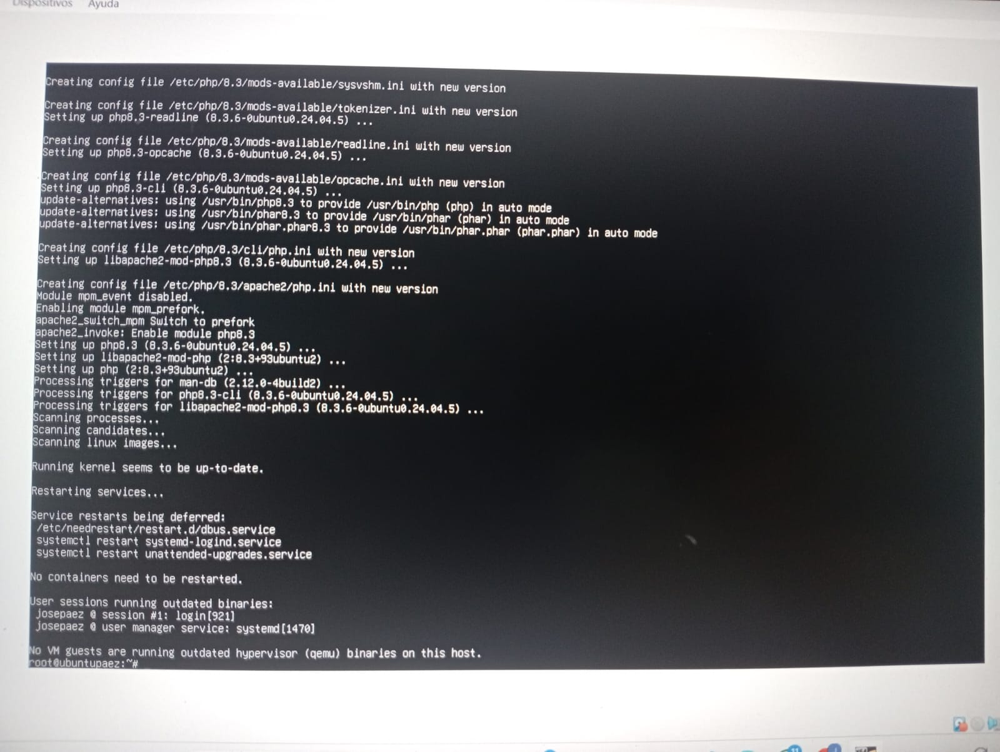 Dispositivos Ayuda
Creating config file /etc/php/8.3/mods-available/sysvshm.ini with new version
Creating config file /etc/php/8.3/mods-available/tokenizer.ini with new version
Setting up php8.3-readline (8.3.6-0ubuntu0.24.04.5) ...
Creating config file /etc/php/8.3/mods-available/readline.ini with new version
Setting up php8.3-opcache (8.3.6-0ubuntu0.24.04.5) ...
Creating config file /etc/php/8.3/mods-available/opcache.ini with new version
Setting up php8.3-cli (8.3.6-0ubuntu0.24.04.5) ...
update-alternatives: using /usr/bin/php8.3 to provide /usr/bin/php (php) in auto mode
update-alternatives: using /usr/bin/phar8.3 to provide /usr/bin/phar (phar) in auto mode
update-alternatives: using /usr/bin/phar.phar8.3 to provide /usr/bin/phar.phar (phar.phar) in auto mode
Creating config file /etc/php/8.3/cli/php.ini with new version
Setting up libapache2-mod-php8.3 (8.3.6-0ubuntu0.24.04.5) ...
Creating config file /etc/php/8.3/apache2/php.ini with new version
Module mpm_event disabled.
Enabling module mpm_prefork.
apache2_switch_mpm Switch to prefork
apache2_invoke: Enable module php8.3
Setting up php8.3 (8.3.6-0ubuntu0.24.04.5) ...
Setting up libapache2-mod-php (2:8.3+93ubuntu2) ...
Setting up php (2:8.3+93ubuntu2) ...
Processing triggers for man-db (2.12.0-4build2) ...
Processing triggers for php8.3-cli (8.3.6-0ubuntu0.24.04.5) ...
Processing triggers for libapache2-mod-php8.3 (8.3.6-0ubuntu0.24.04.5) ...
Scanning processes...
Scanning candidates...
Scanning linux images...
Running kernel seems to be up-to-date.
Restarting services...
Service restarts being deferred:
/etc/needrestart/restart.d/dbus.service
systemctl restart systemd-logind.service
systemctl restart unattended-upgrades.service
No containers need to be restarted.
User sessions running outdated binaries:
josepaez @ session #1: login[921]
josepaez @ user manager service: systemd[1470]
No VM guests are running outdated hypervisor (qemu) binaries on this host.
root@ubuntupaez:~#